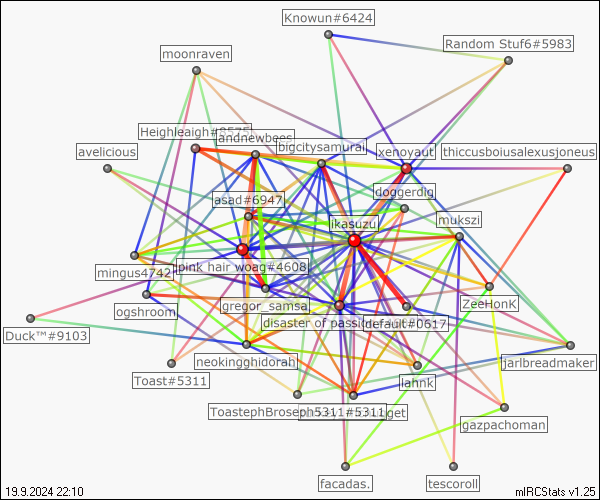 Knowun#6424
Random Stuf6#5983
moonraven
Heighleaigh#
andnewbees
bigcitysamurai
xenoyaut
thiccusboiusalexusjoneus
avelicious
doggerdig
asad#6947
ikasuzu
mukszi
mingus4742
pink hair woag#4608
ogshroom
gregor_samsa
ZeeHonK
disaster of passi
default#0617
Duck™#9103
neokingghidorah
jarlbreadmaker
Toast#5311
lahnk
ToastephBroseph5311#5311
get
gazpachoman
facadas.
tescoroll
19.9.2024 22:10
mIRCStats v1.25